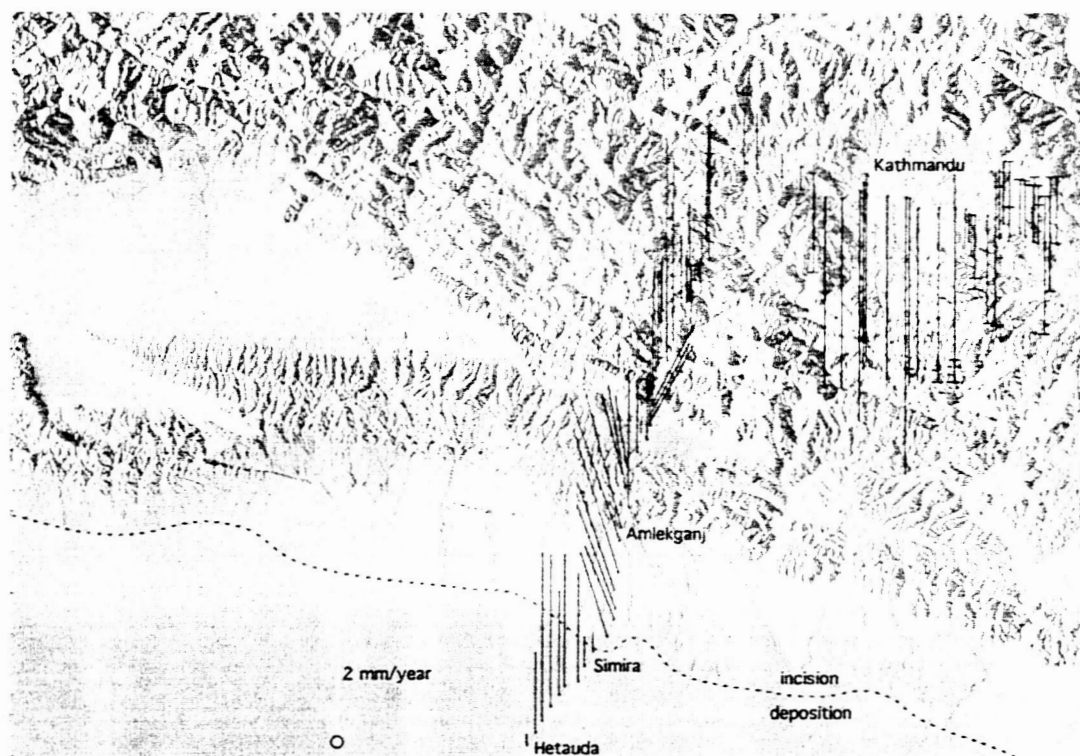 Kathmandu
Amlekganj
Simira
2 mm/year
incision
deposition
Hetauda